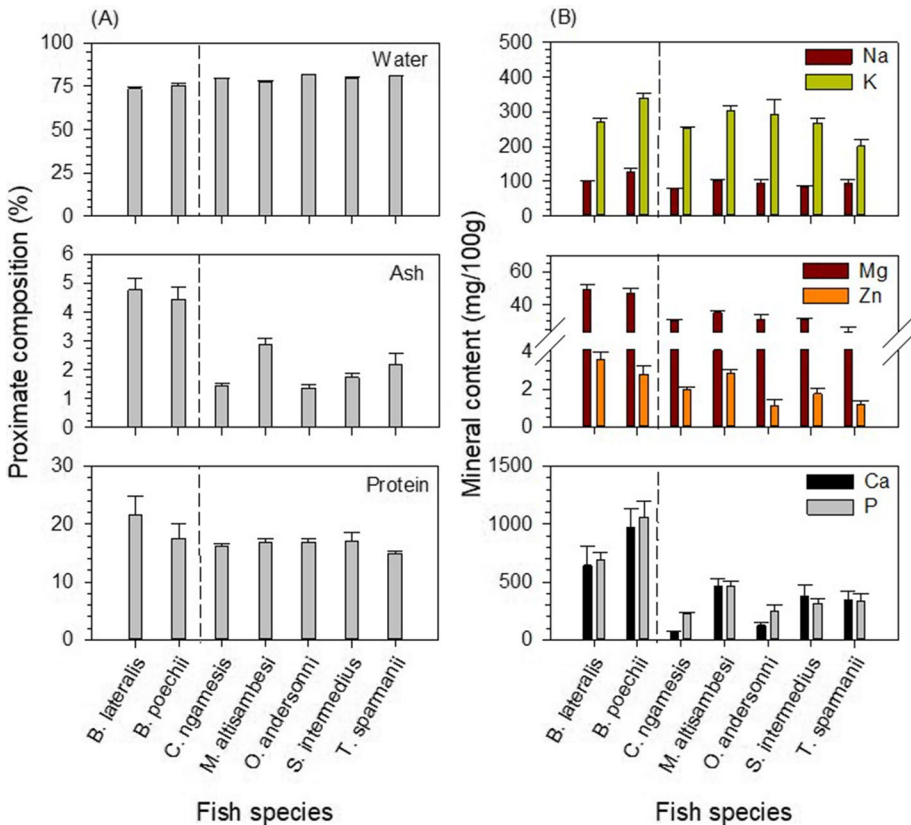 (A)
Proximate composition (%)
Water
100
75
50
25
0
Ash
6
5
4
3
2
1
0
Protein
30
20
10
0
B. lateralis
B. poechii
C. ngamesis
M. altisambesi
O. andersonni
S. intermedius
T. sparmanii
Fish species
(B)
Mineral content (mg/100g)
500
400
300
200
100
0
Na
K
60
40
4
2
0
Mg
Zn
1500
1000
500
0
Ca
P
B. lateralis
B. poechii
C. ngamesis
M. altisambesi
O. andersonni
S. intermedius
T. sparmanii
Fish species